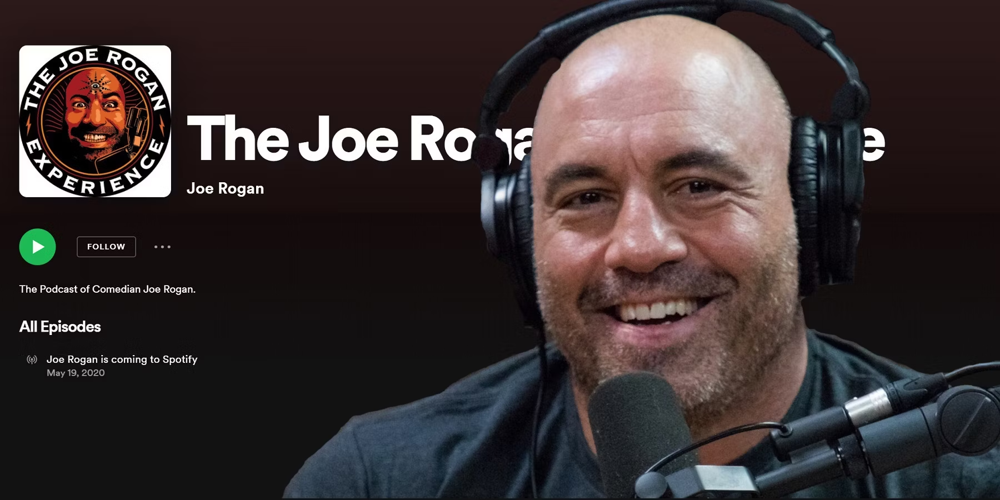 THE JOE ROGAN
EXPERIENCE
The Joe Roga e
Joe Rogan
FOLLOW
The Podcast of Comedian Joe Rogan.
All Episodes
Joe Rogan is coming to Spotify
May 19, 2020